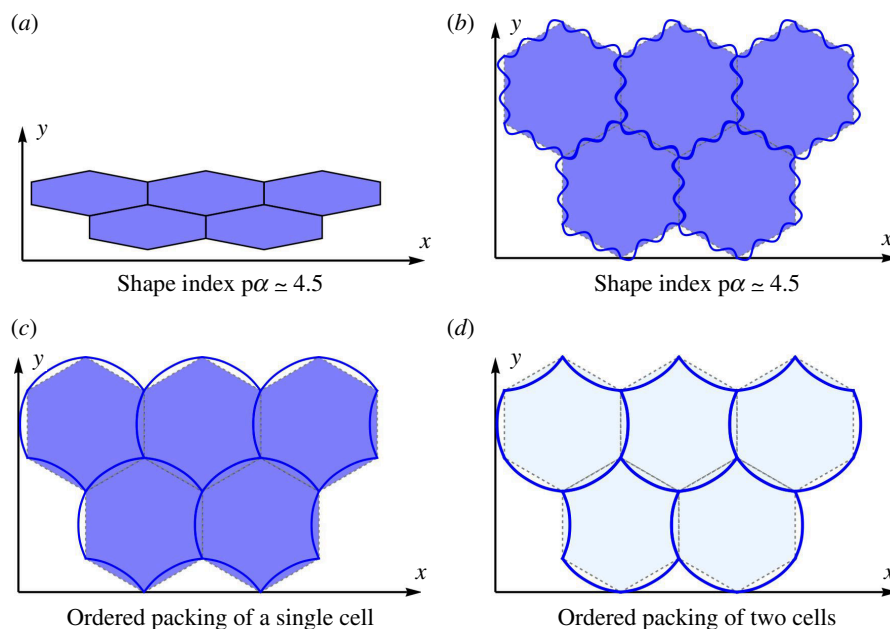 (a)
y
x
Shape index pα ≃ 4.5
(b)
y
x
Shape index pα ≃ 4.5
(c)
y
x
Ordered packing of a single cell
(d)
y
x
Ordered packing of two cells